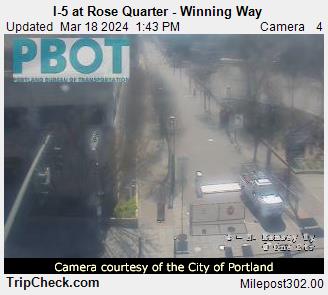 I-5 at Rose Quarter - Winning Way
Updated Mar 18 2024 1:43 PM Camera 4
PBOT
PORTLAND BUREAU OF TRANSPORTATION
Camera courtesy of the City of Portland
TripCheck.com Milepost302.00